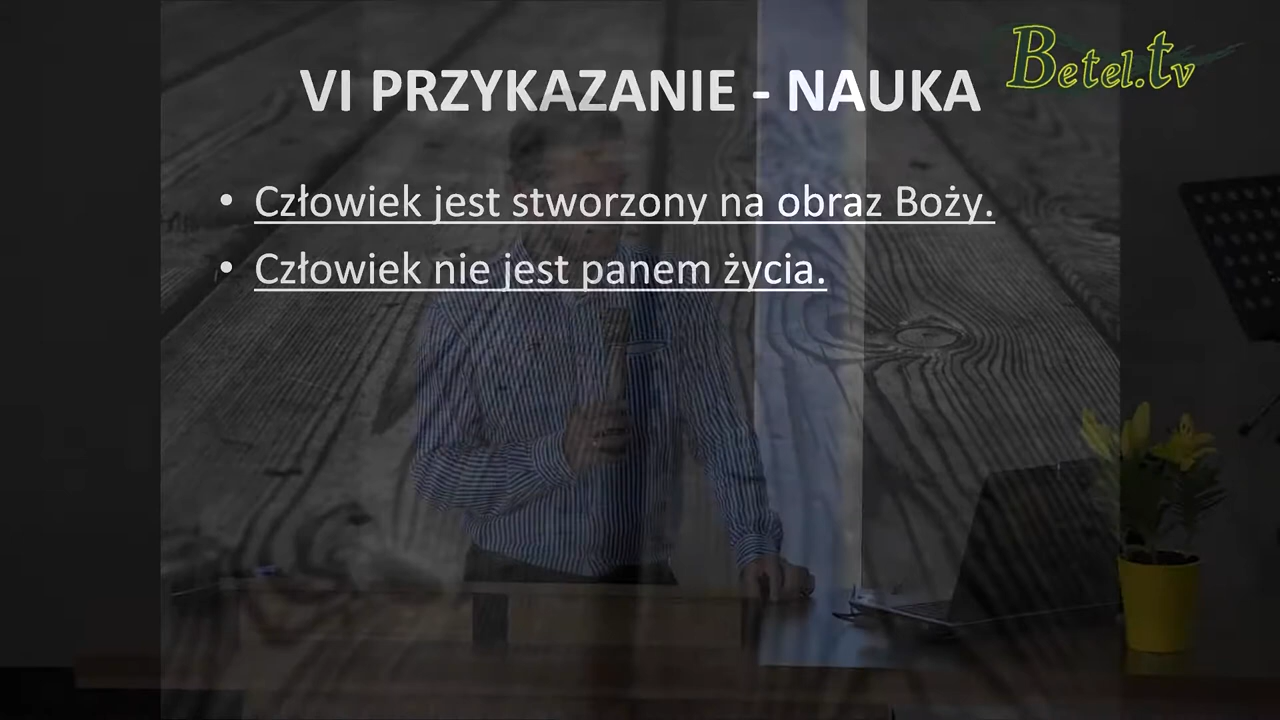 Betel.tv
VI PRZYKAZANIE - NAUKA
• Człowiek jest stworzony na obraz Boży.
• Człowiek nie jest panem życia.